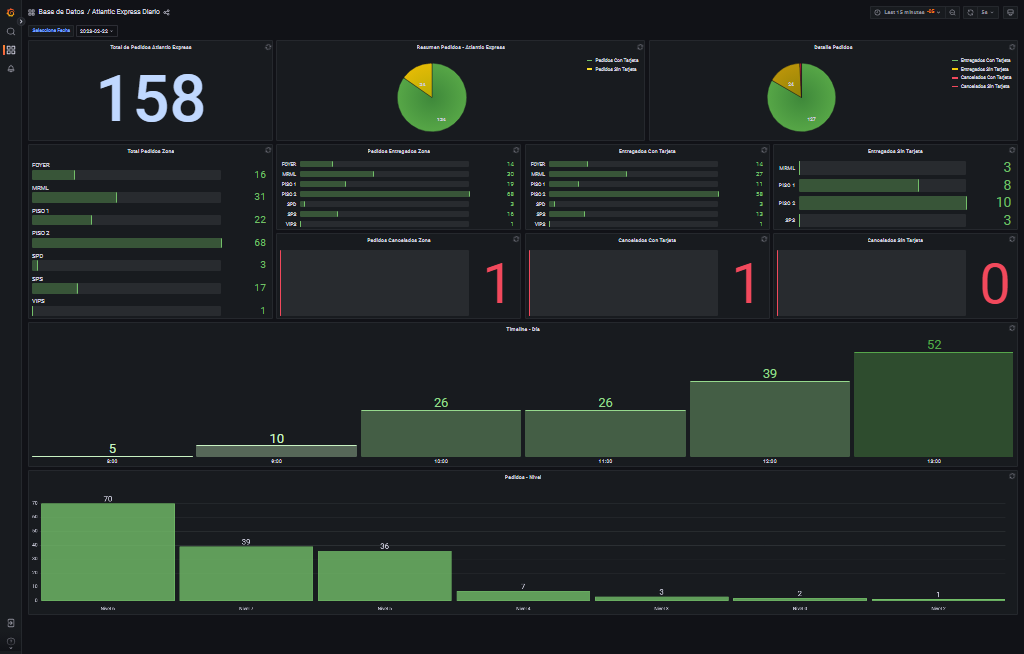 Base de Datos / Atlantic Express Diario
Last 15 minutes
5s
Seleccione Fecha
2023-02-22
Total de Pedidos Atlantic Express
158
Resumen Pedidos - Atlantic Express
Pedidos Con Tarjeta
Pedidos Sin Tarjeta
Detalle Pedidos
127
Entregados Con Tarjeta
Entregados Sin Tarjeta
Cancelados Con Tarjeta
Cancelados Sin Tarjeta
Total Pedidos Zona
FOYER
16
MRML
31
PISO 1
22
PISO 2
68
SPD
3
SPS
17
VIPS
1
Pedidos Entregados Zona
FOYER 14
MRML 30
PISO 1 19
PISO 2 68
SPD 3
SPS 16
VIPS 1
Entregados Con Tarjeta
FOYER 14
MRML 27
PISO 1 11
PISO 2 58
SPD 3
SPS 13
VIPS 1
Entregados Sin Tarjeta
MRML 3
PISO 1 8
PISO 2 10
SPS 3
Pedidos Cancelados Zona
1
Cancelados Con Tarjeta
1
Cancelados Sin Tarjeta
0
Timeline - Dia
5 10 26 26 39 52
8:00 9:00 10:00 11:00 12:00 13:00
Pedidos - Nivel
70
60
50
40
30
20
10
0
70 39 36 7 3 2 1